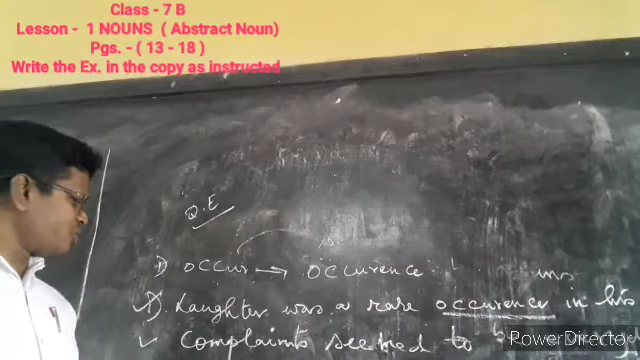 Class - 7 B
Lesson - 1 NOUNS ( Abstract Noun)
Pgs. - ( 13 - 18 )
Write the Ex. in the copy as instructed
Q.E
1) occur → occurence
Laughter was a rare occurence in his
Complaints seemed to
PowerDirector